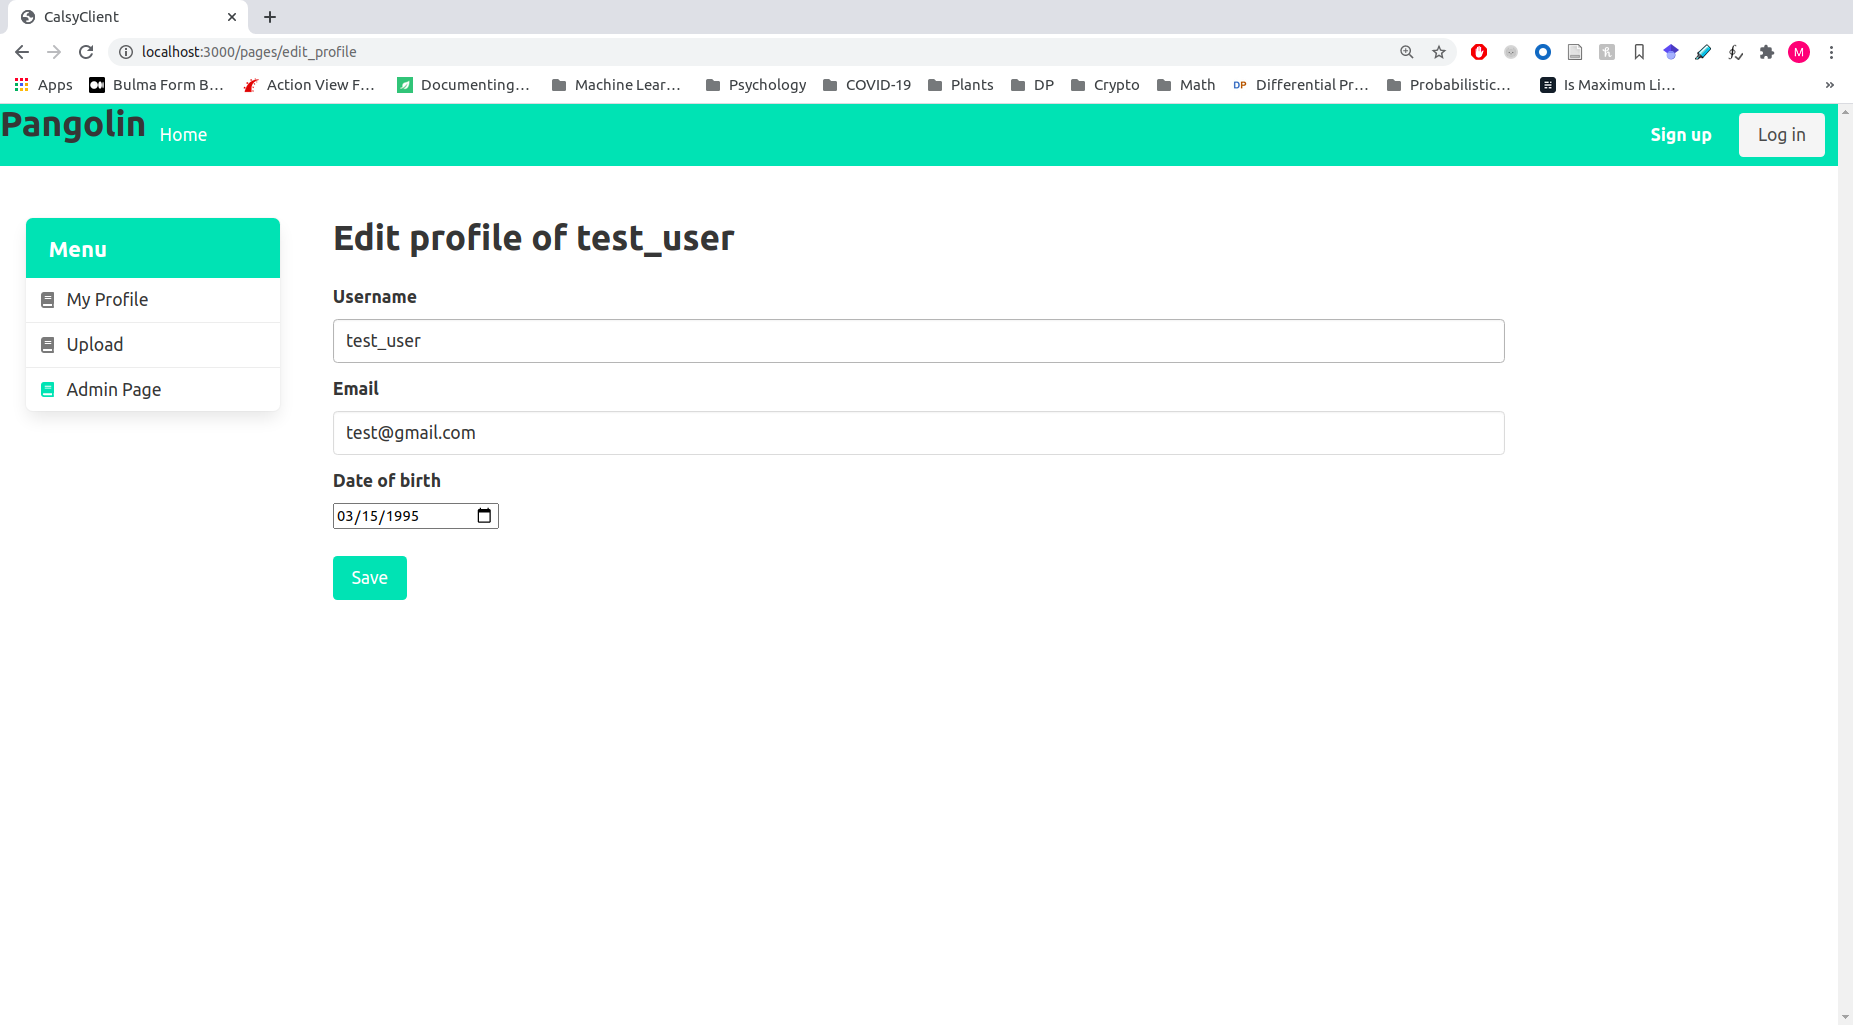 CalsyClient
localhost:3000/pages/edit_profile
M
Apps Bulma Form B... Action View F... Documenting... Machine Lear... Psychology COVID-19 Plants DP Crypto Math DP Differential Pr... Probabilistic... Is Maximum Li... »
Pangolin Home Sign up Log in
Menu
My Profile
Upload
Admin Page
Edit profile of test_user
Username
test_user
Email
test@gmail.com
Date of birth
03/15/1995
Save